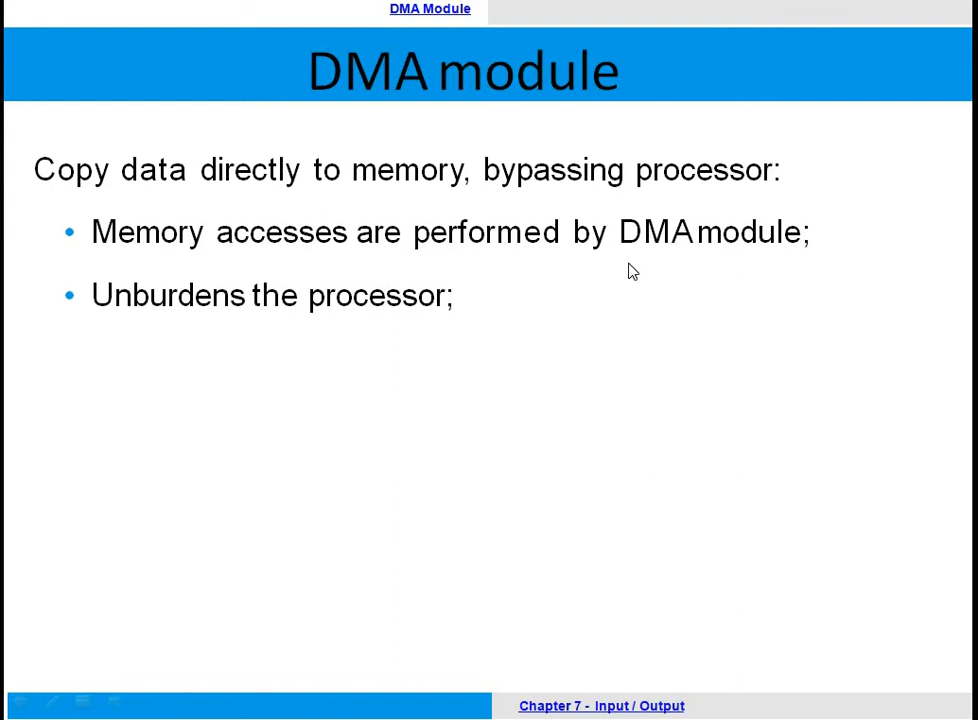 DMA Module
DMA module
Copy data directly to memory, bypassing processor:
• Memory accesses are performed by DMA module;
• Unburdens the processor;
Chapter 7 - Input / Output